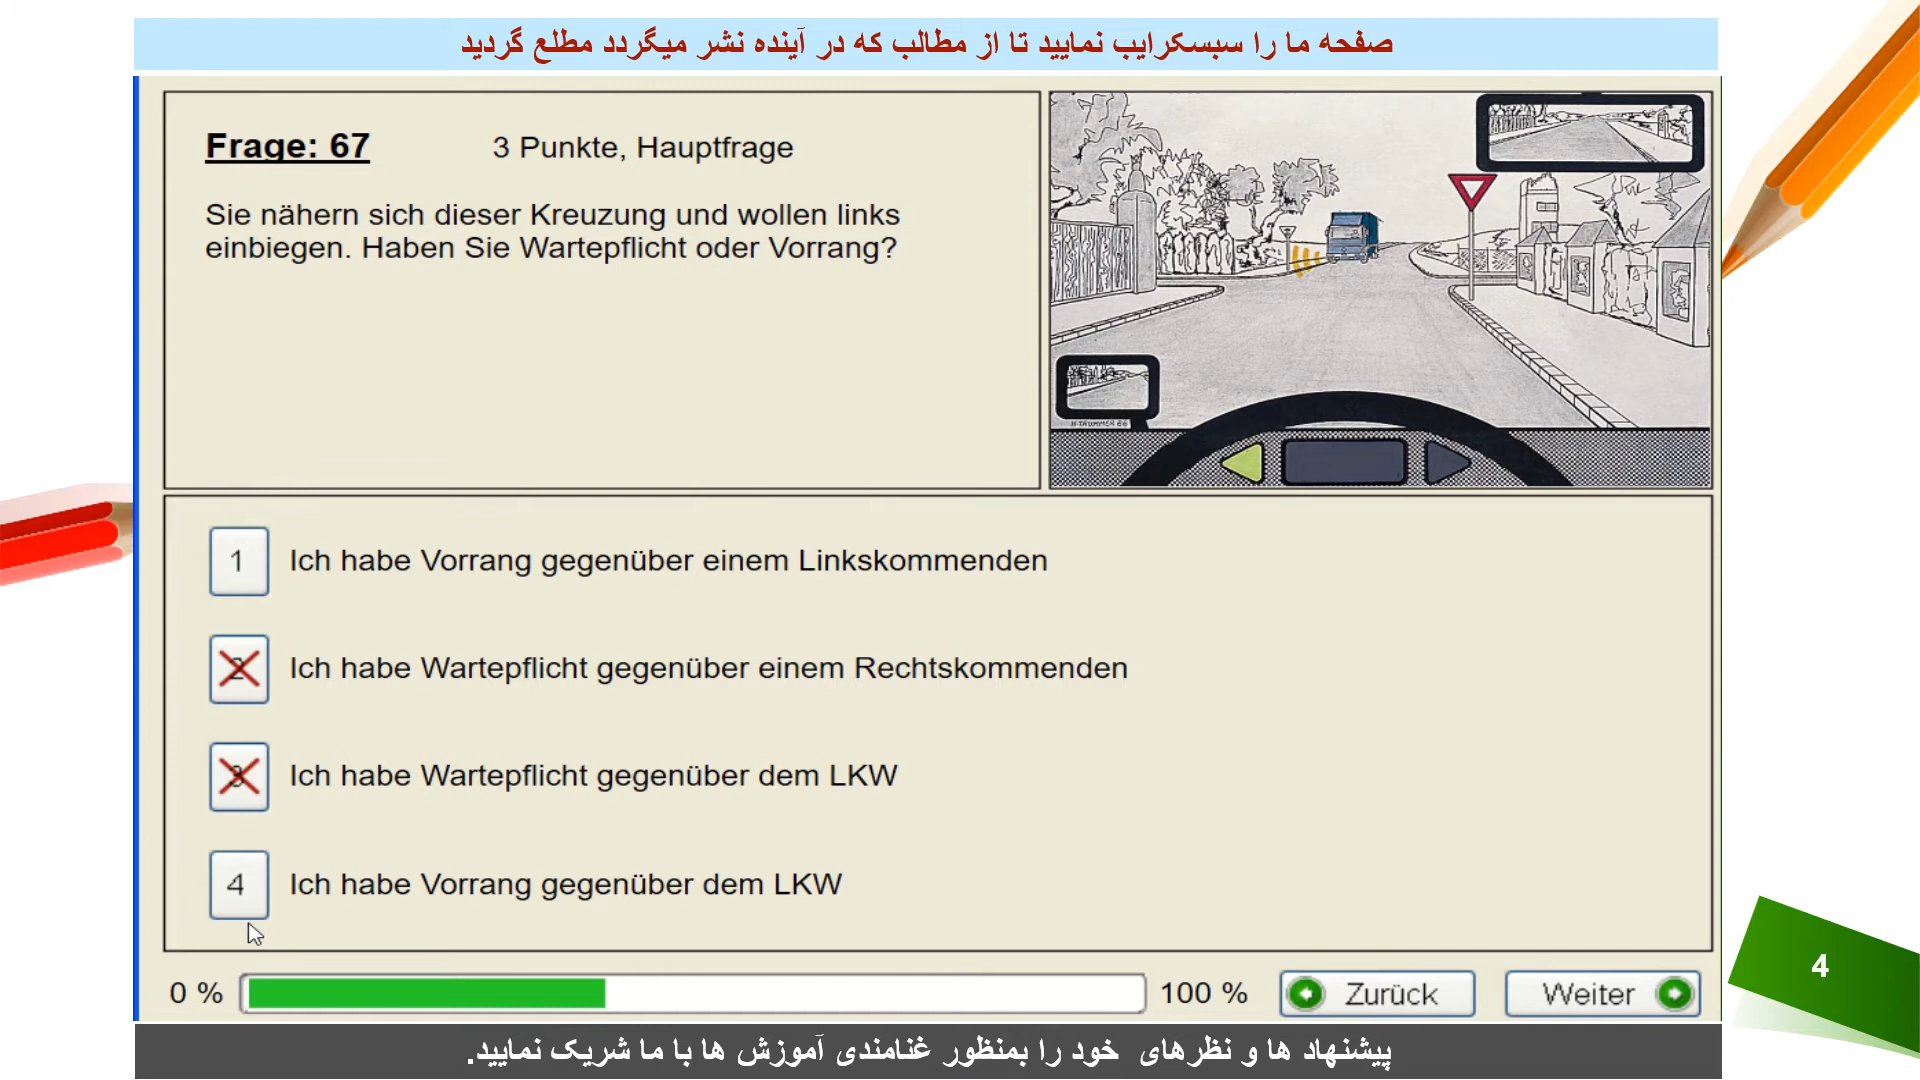 صفحه ما را سبسکرایب نمایید تا از مطالب که در آینده نشر میگردد مطلع گردید
Frage: 67
3 Punkte, Hauptfrage
Sie nähern sich dieser Kreuzung und wollen links
einbiegen. Haben Sie Wartepflicht oder Vorrang?
H·TRUMMER 86
1 Ich habe Vorrang gegenüber einem Linkskommenden
2 Ich habe Wartepflicht gegenüber einem Rechtskommenden
3 Ich habe Wartepflicht gegenüber dem LKW
4 Ich habe Vorrang gegenüber dem LKW
4
0 %
100 %
Zurück
Weiter
پیشنهاد ها و نظرهای خود را بمنظور غنامندی آموزش ها با ما شریک نمایید.